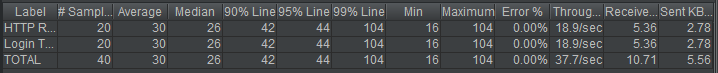 Label # Sampl... Average Median 90% Line 95% Line 99% Line Min Maximum Error % Throug... Receive... Sent KB...
HTTP R... 20 30 26 42 44 104 16 104 0.00% 18.9/sec 5.36 2.78
Login T... 20 30 26 42 44 104 16 104 0.00% 18.9/sec 5.36 2.78
TOTAL 40 30 26 42 44 104 16 104 0.00% 37.7/sec 10.71 5.56